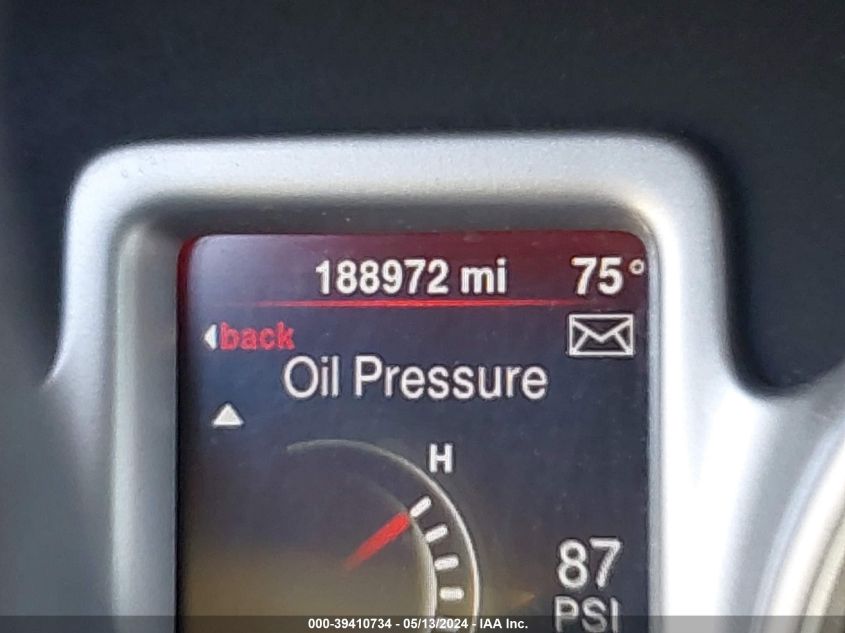 188972 mi 75°
back
Oil Pressure
H
87
PSI
000-39410734 - 05/13/2024 - IAA Inc.